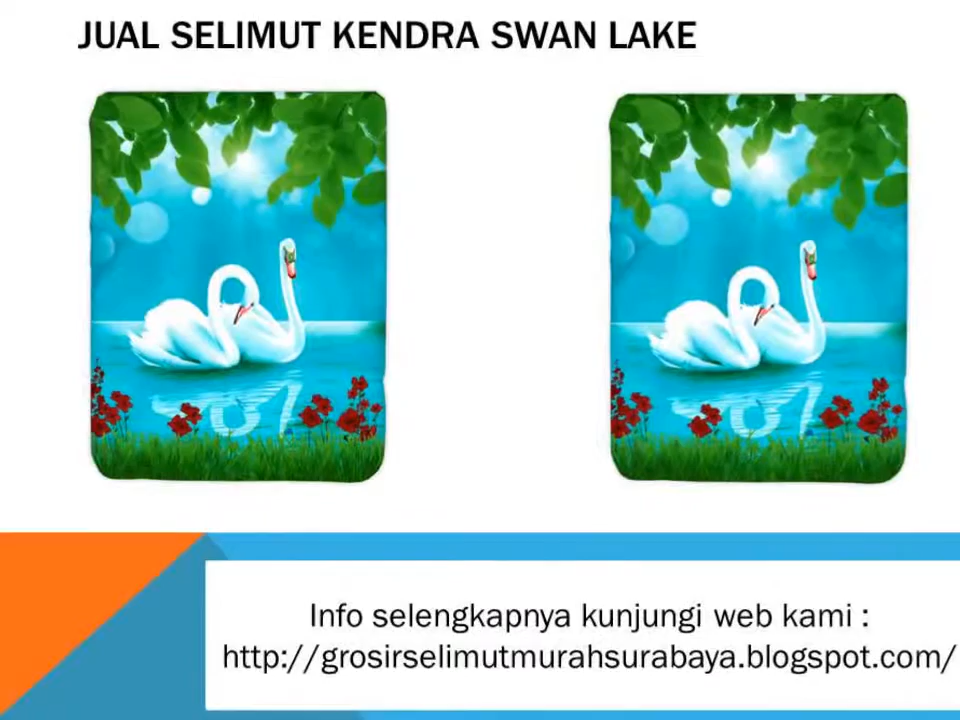 JUAL SELIMUT KENDRA SWAN LAKE
Info selengkapnya kunjungi web kami :
http://grosirselimutmurahsurabaya.blogspot.com/